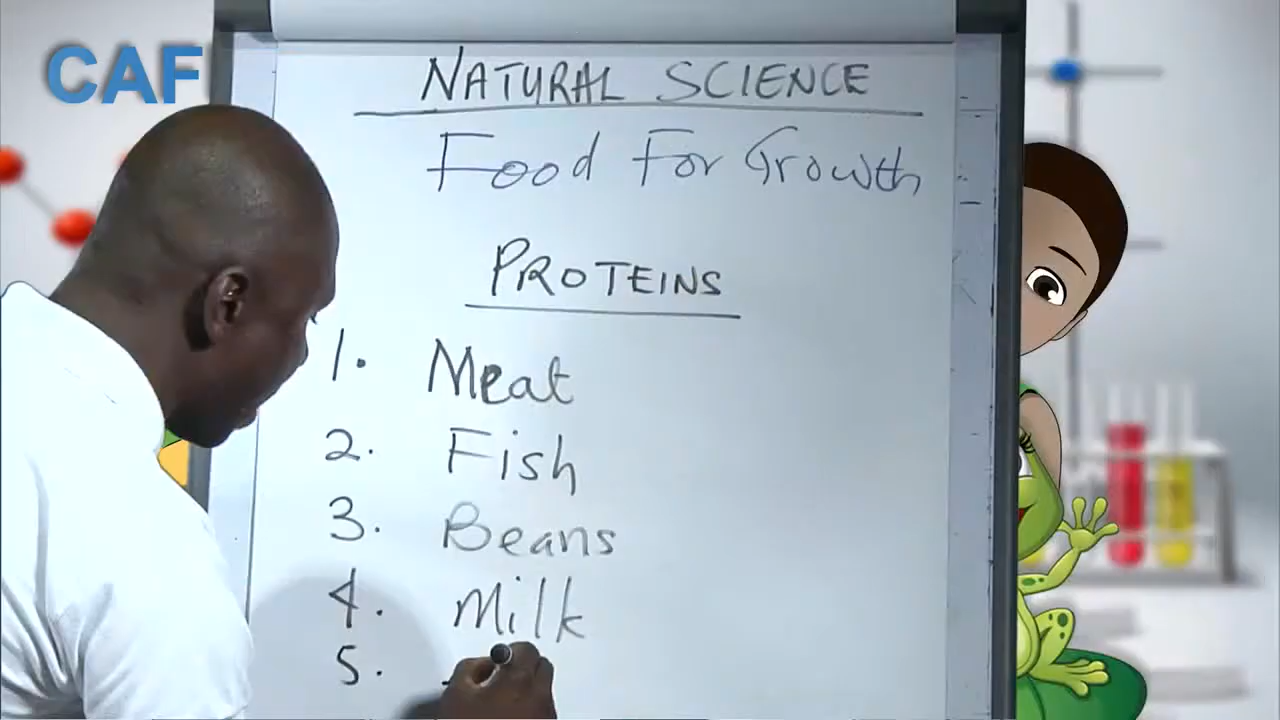 CAF
NATURAL SCIENCE
Food For Growth
PROTEINS
1. Meat
2. Fish
3. Beans
4. Milk
5.